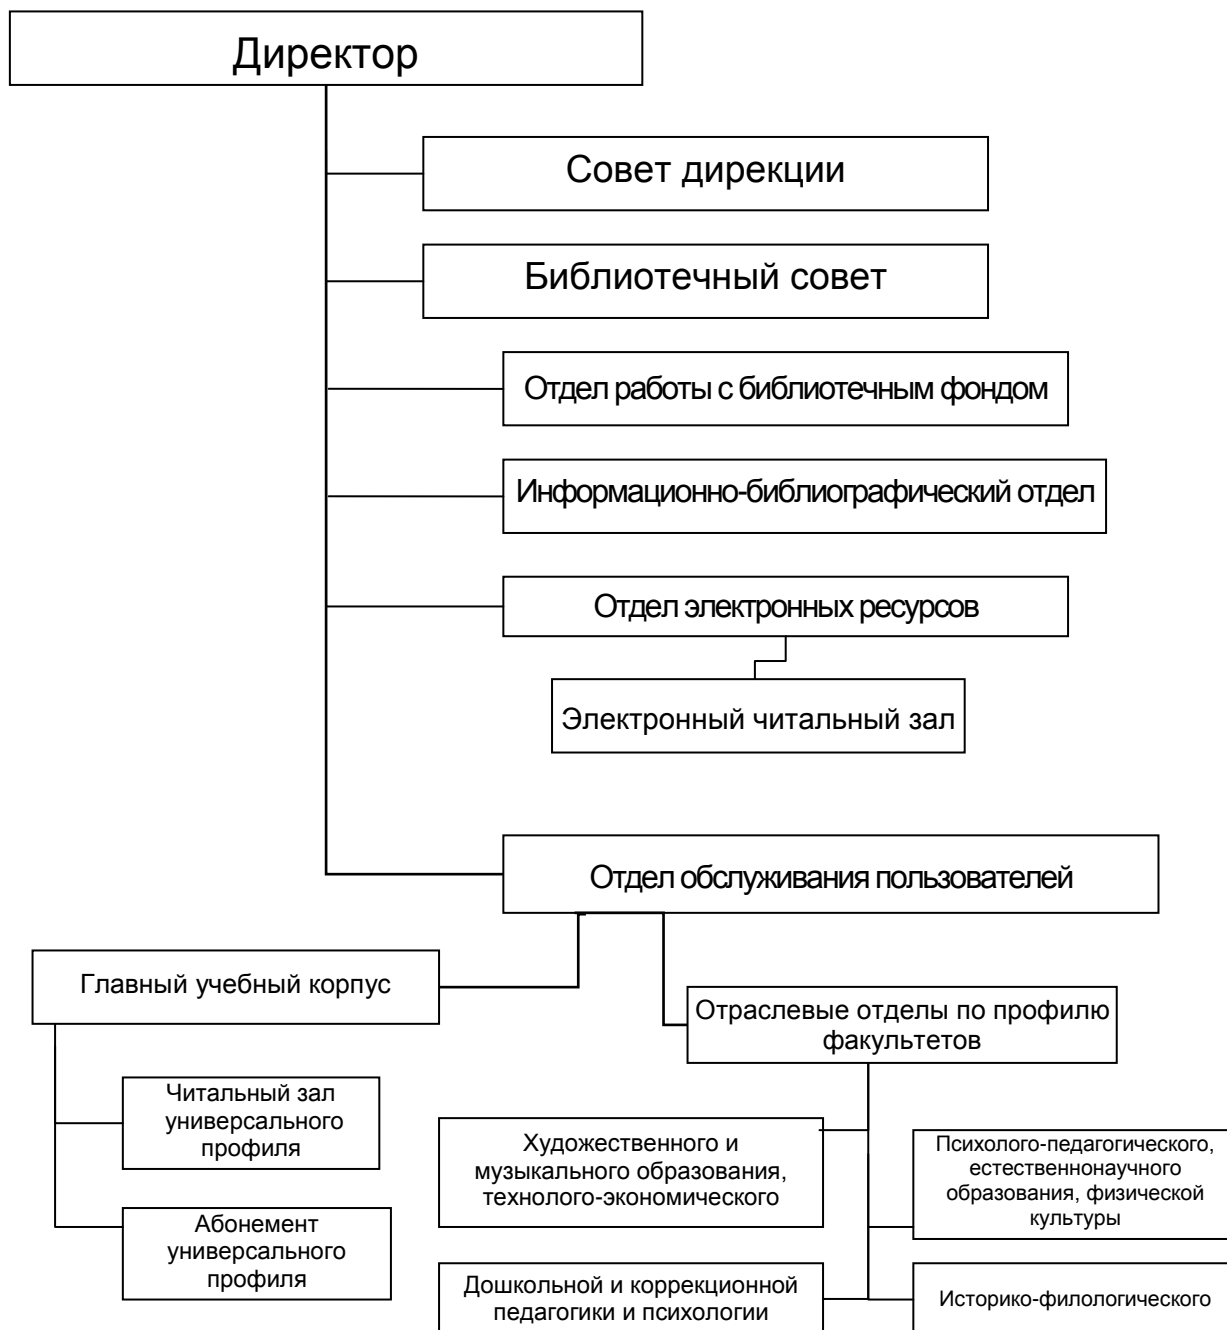 Директор
Совет дирекции
Библиотечный совет
Отдел работы с библиотечным фондом
Информационно-библиографический отдел
Отдел электронных ресурсов
Электронный читальный зал
Отдел обслуживания пользователей
Главный учебный корпус
Отраслевые отделы по профилю
факультетов
Читальный зал
универсального
профиля
Абонемент
универсального
профиля
Художественного и
музыкального образования,
технолого-экономического
Психолого-педагогического,
естественнонаучного
образования, физической
культуры
Дошкольной и коррекционной
педагогики и психологии
Историко-филологического